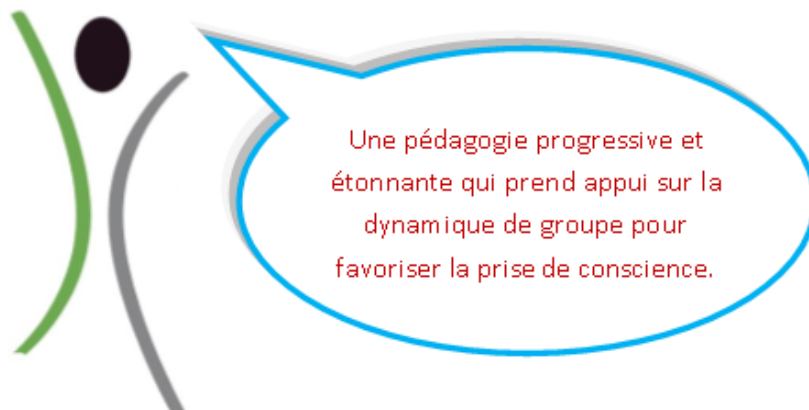 Une pédagogie progressive et
étonnante qui prend appui sur la
dynamique de groupe pour
favoriser la prise de conscience.